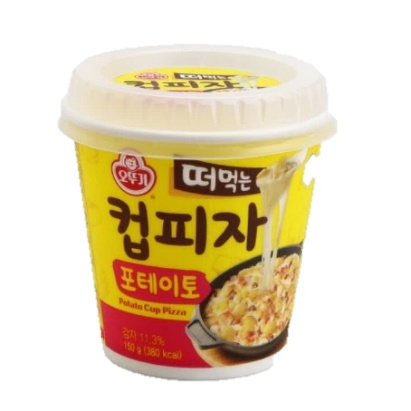 떠먹는
컵피자
오뚜기
떠먹는
컵피자
포테이토
Potato Cup Pizza
감자 11.3%
150 g (380 kcal)